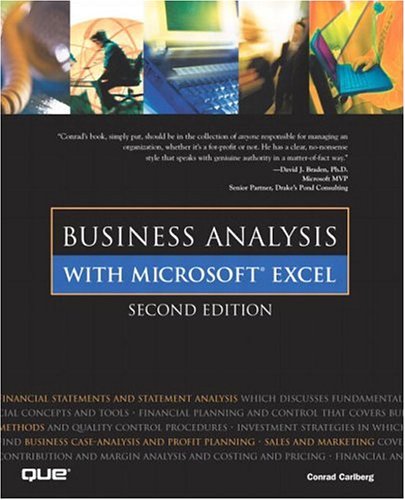 "Conrad's book, simply put, should be in the collection of anyone responsible for managing an
organization, whether it's a for-profit or not. He has a clear, no-nonsense
style that speaks with genisuine authority in a matter-of-fact way."
—David J. Braden, Ph.D.
Microsoft MVP
Senior Partner, Drake's Pond Consulting
BUSINESS ANALYSIS
WITH MICROSOFT® EXCEL
SECOND EDITION
FINANCIAL STATEMENTS AND STATEMENT ANALYSIS WHICH DISCUSSES FUNDAMENTAL
CIAL CONCEPTS AND TOOLS · FINANCIAL PLANNING AND CONTROL THAT COVERS BU
METHODS AND QUALITY CONTROL PROCEDURES · INVESTMENT STRATEGIES IN WHICH
FIND BUSINESS CASE-ANALYSIS AND PROFIT PLANNING · SALES AND MARKETING COVE
CONTRIBUTION AND MARGIN ANALYSIS AND COSTING AND PRICING · FINANCIAL AN
QUE®
Conrad Carlberg